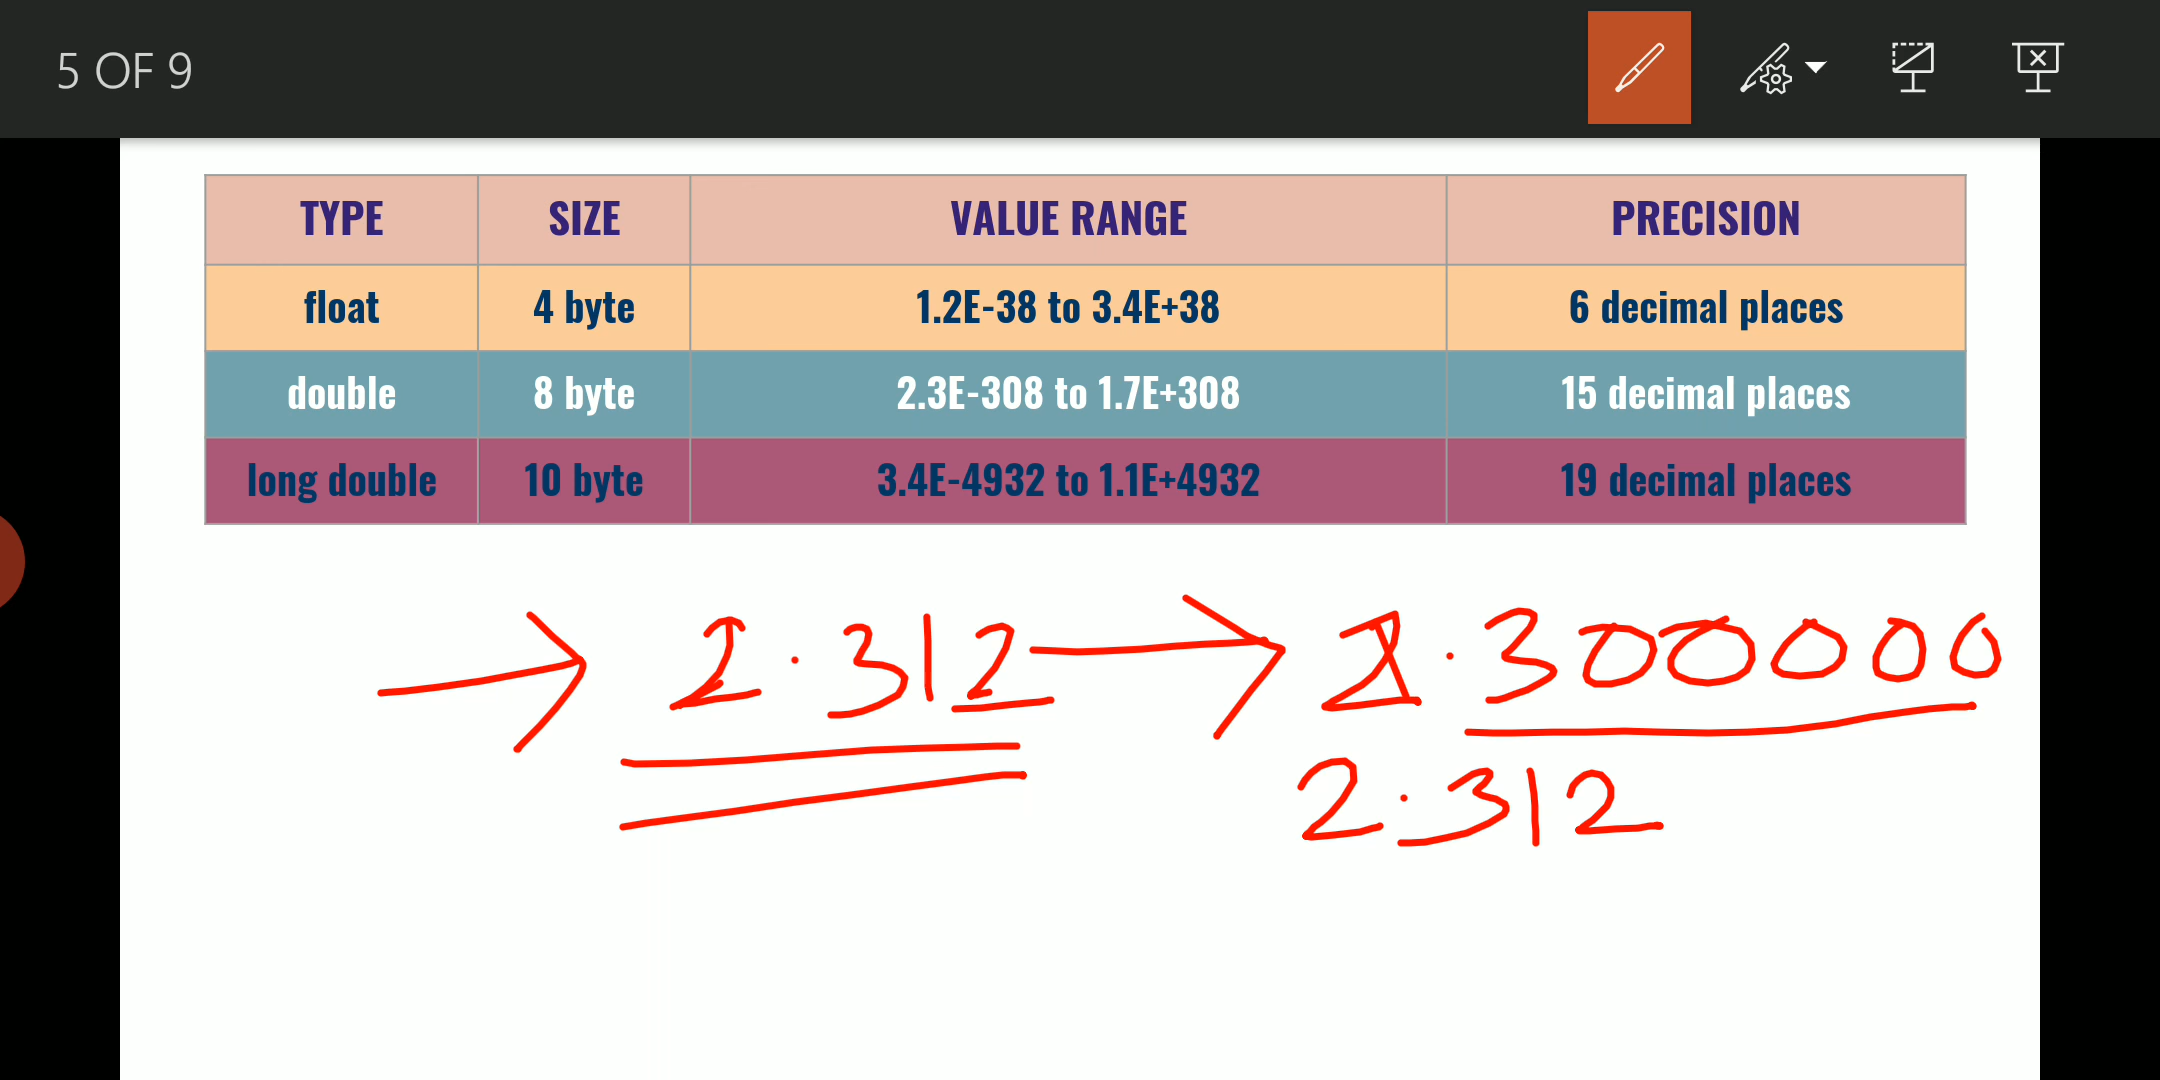 5 OF 9
TYPE SIZE VALUE RANGE PRECISION
float 4 byte 1.2E-38 to 3.4E+38 6 decimal places
double 8 byte 2.3E-308 to 1.7E+308 15 decimal places
long double 10 byte 3.4E-4932 to 1.1E+4932 19 decimal places
→ 2.312 → 2.300000
2.312